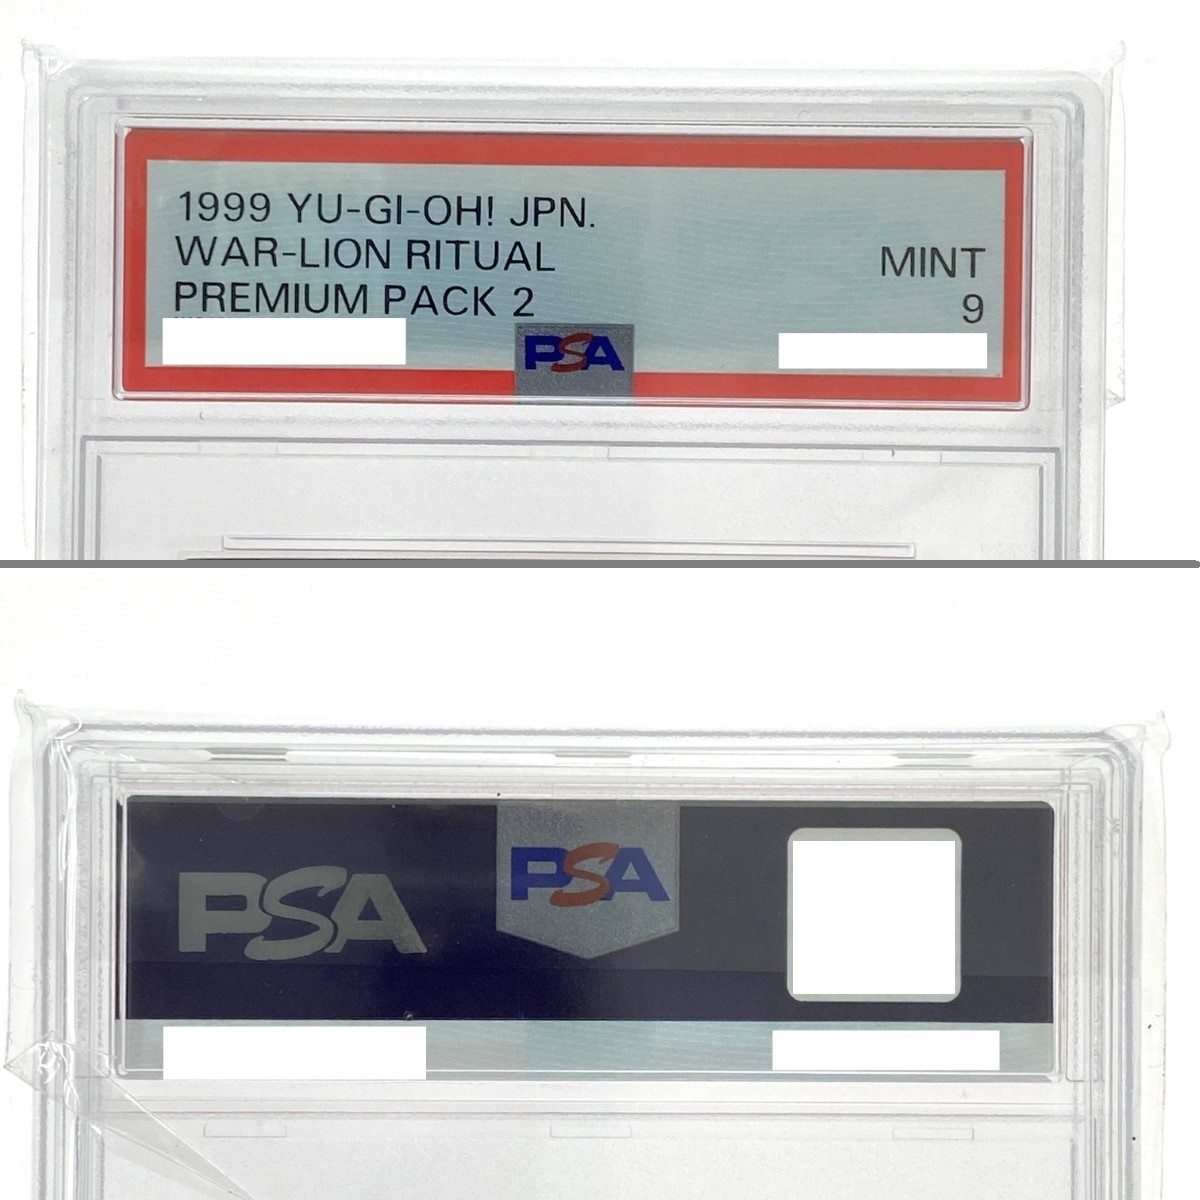 1999 YU-GI-OH! JPN.
WAR-LION RITUAL
PREMIUM PACK 2
MINT
9
PSA
PSA
PSA